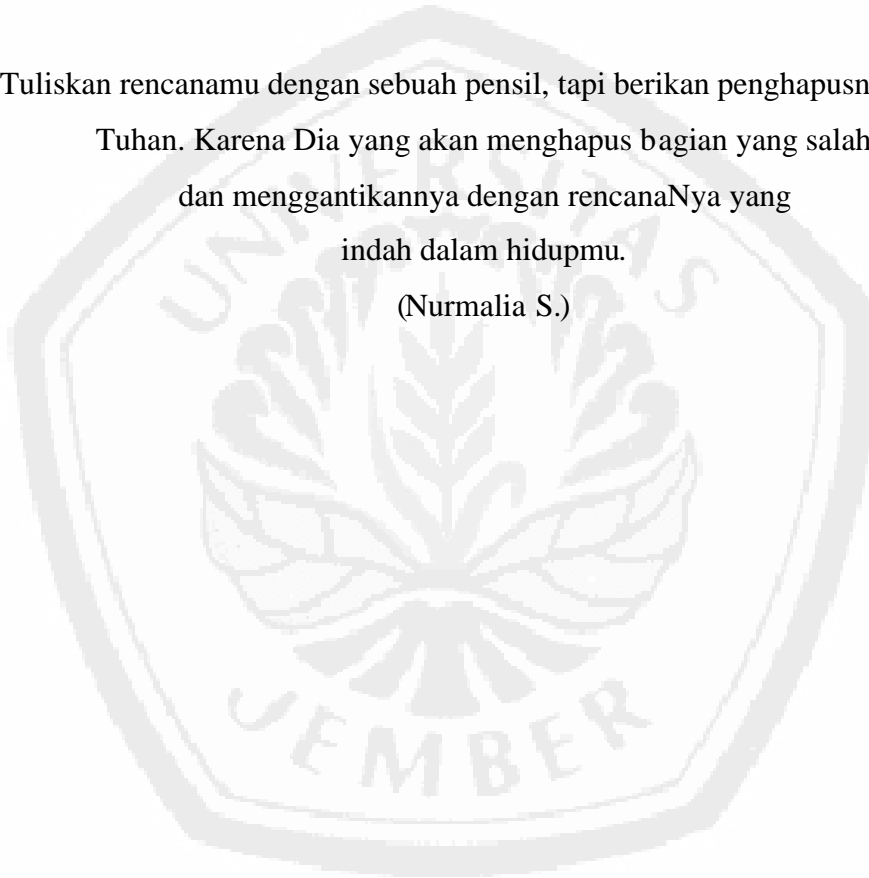 Tuliskan rencanamu dengan sebuah pensil, tapi berikan
Tuhan. Karena Dia yang akan menghapus bagian yang salah
dan menggantikannya dengan rencanaNya yang
indah dalam hidupmu.
(Nurmalia S.)
UNIVERSITAS
JEMBER